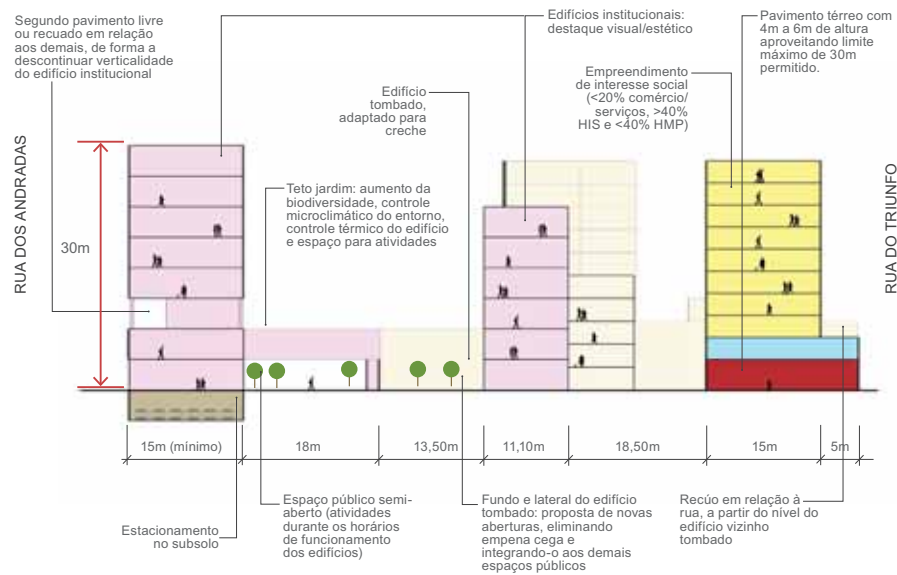 Segundo pavimento livre
ou recuado em relação
aos demais, de forma a
descontinuar verticalidade
do edifício institucional
Edifícios institucionais:
destaque visual/estético
Pavimento térreo com
4m a 6m de altura
aproveitando limite
máximo de 30m
permitido.
Edifício
tombado,
adaptado para
creche
Empreendimento
de interesse social
(<20% comércio/
serviços, >40%
HIS e <40% HMP)
RUA DOS ANDRADAS
30m
Teto jardim: aumento da
biodiversidade, controle
microclimático do entorno,
controle térmico do edifício
e espaço para atividades
RUA DO TRIUNFO
15m (mínimo)
18m
13,50m
11,10m
18,50m
15m
5m
Estacionamento
no subsolo
Espaço público semi-
aberto (atividades
durante os horários
de funcionamento
dos edifícios)
Fundo e lateral do edifício
tombado: proposta de novas
aberturas, eliminando
empena cega e
integrando-o aos demais
espaços públicos
Recúo em relação à
rua, a partir do nível do
edifício vizinho
tombado